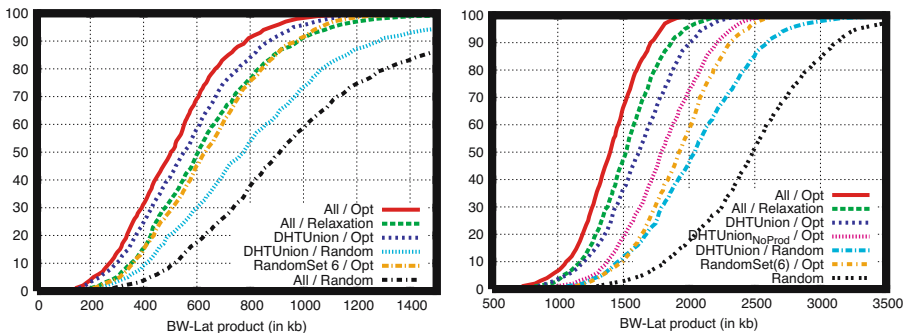 100
90
80
70
60
50
40
30
20
10
0
0 200 400 600 800 1000 1200 1400
BW-Lat product (in kb)
All / Opt
All / Relaxation
DHTUnion / Opt
DHTUnion / Random
RandomSet 6 / Opt
All / Random
100
90
80
70
60
50
40
30
20
10
0
500 1000 1500 2000 2500 3000 3500
BW-Lat product (in kb)
All / Opt
All / Relaxation
DHTUnion / Opt
DHTUnionNoProd / Opt
DHTUnion / Random
RandomSet(6) / Opt
Random